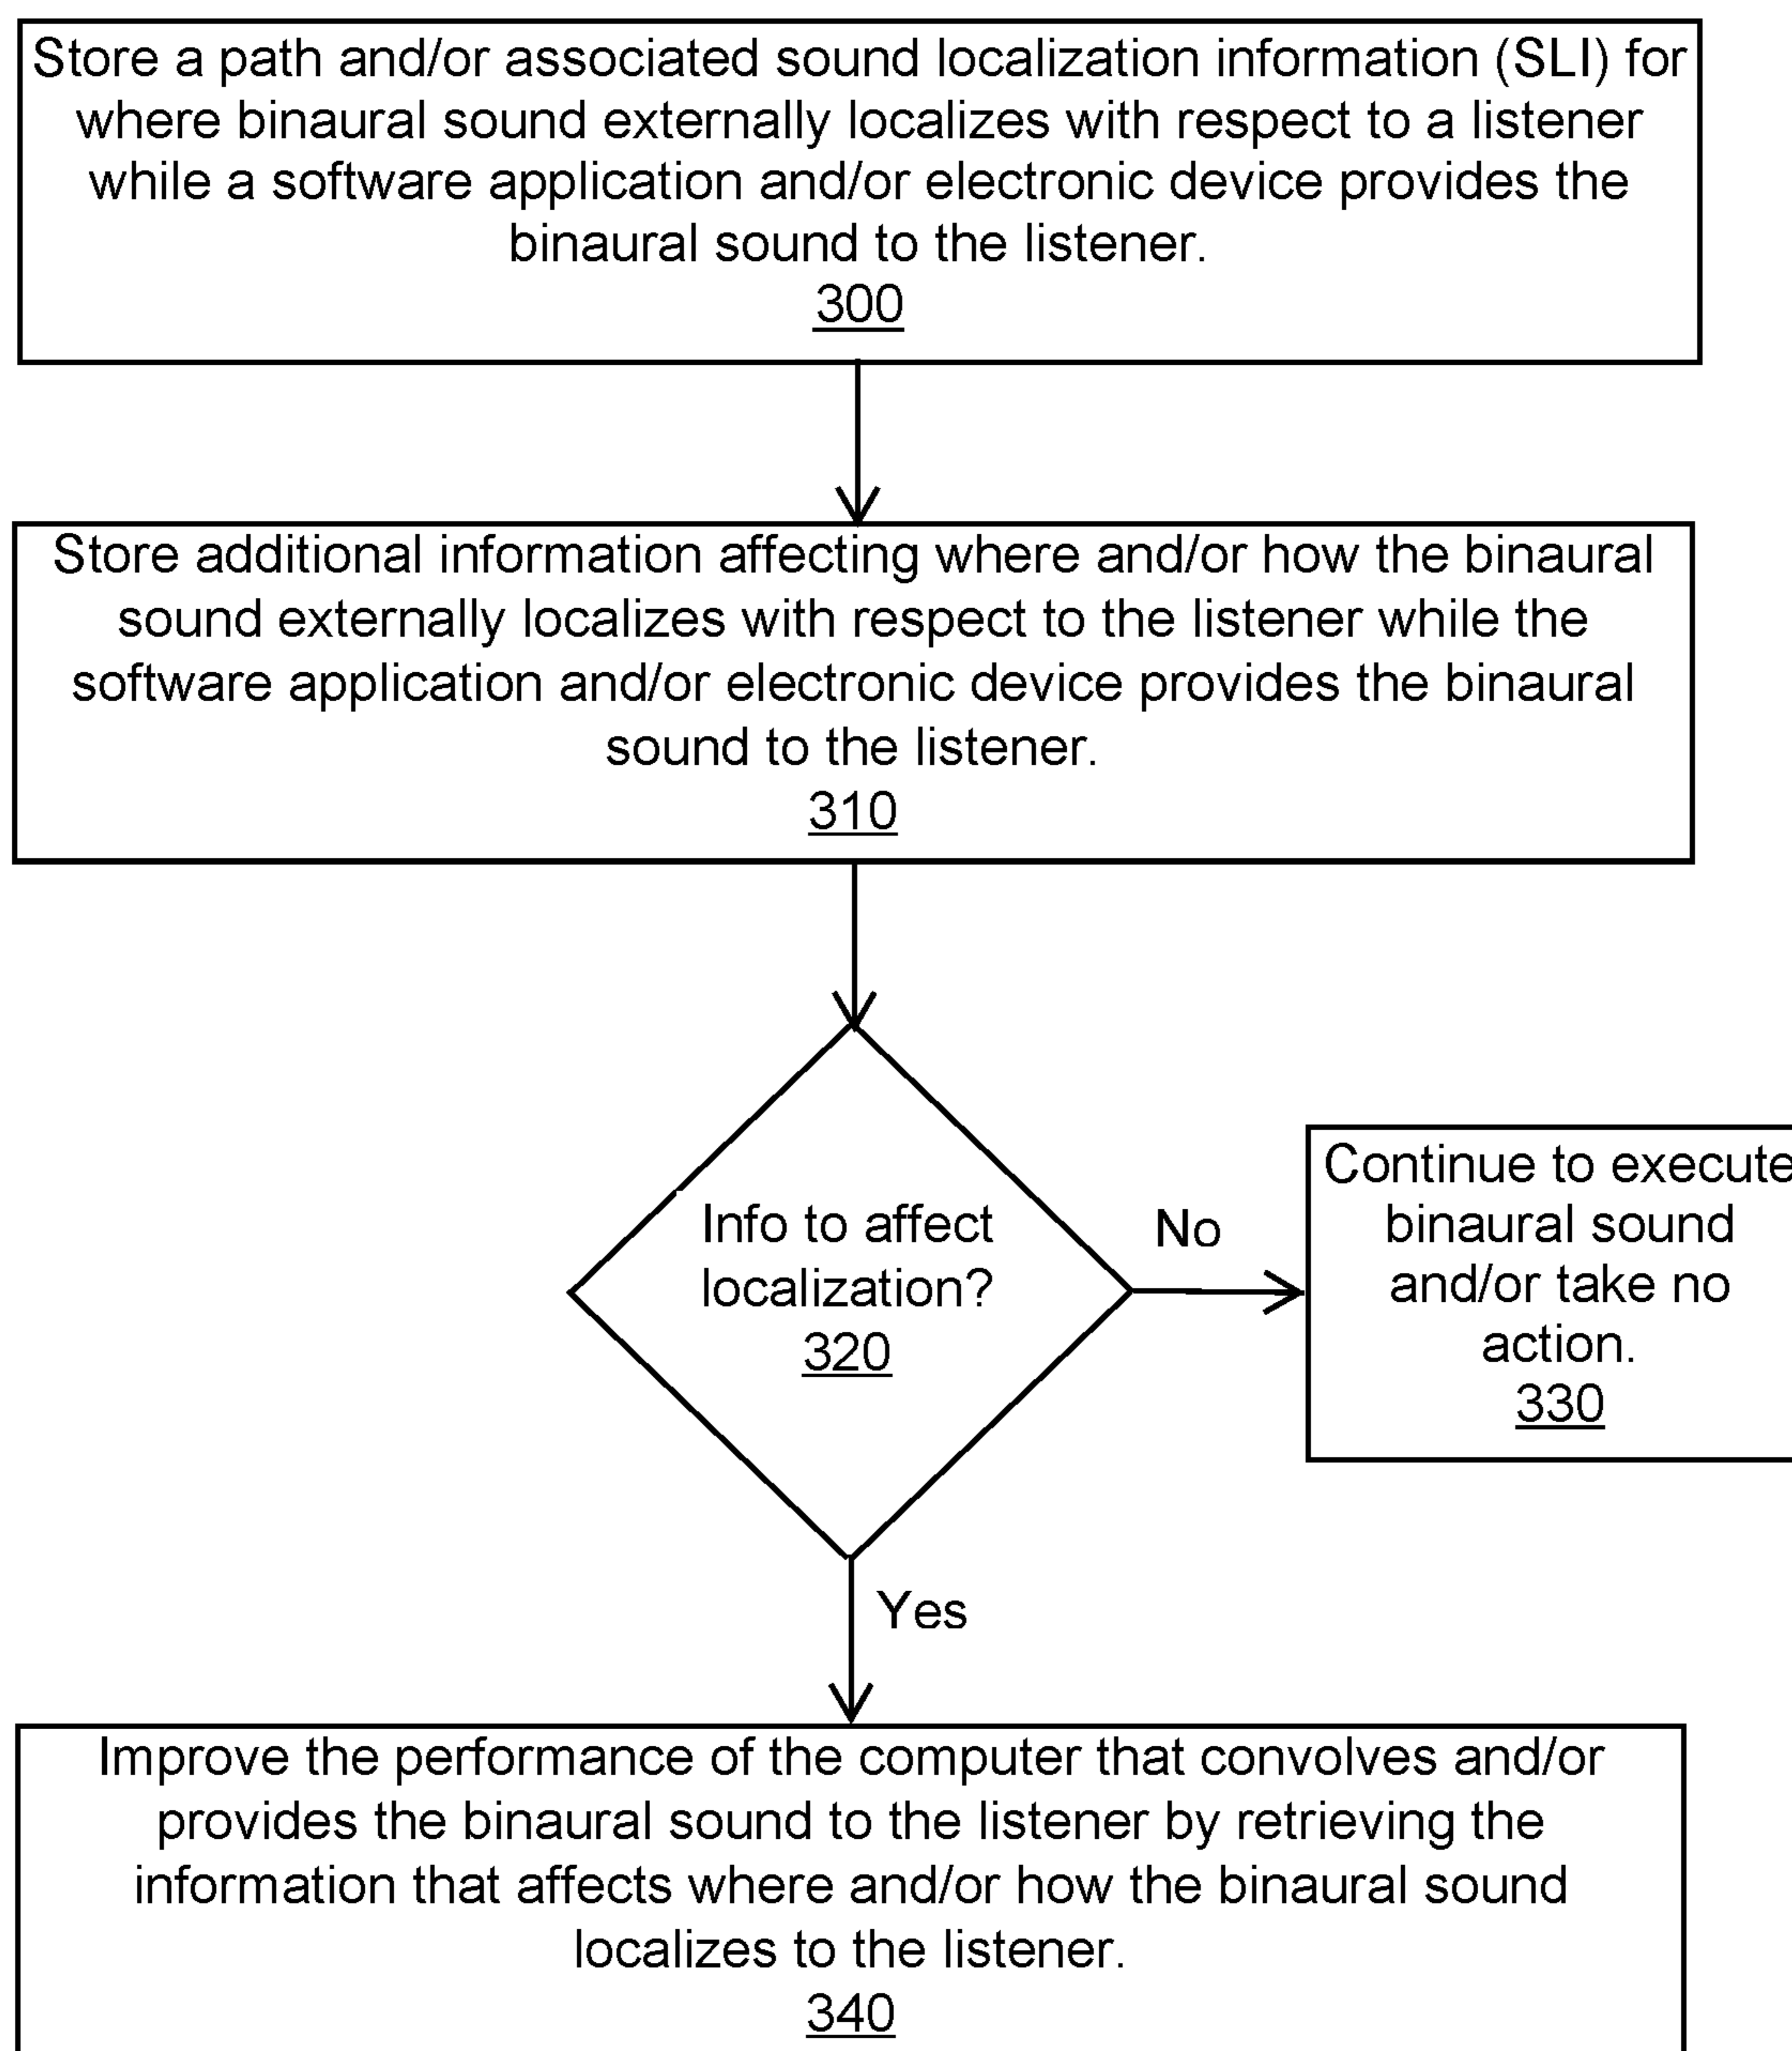 Store a path and/or associated sound localization information (SLI) for
where binaural sound externally localizes with respect to a listener
while a software application and/or electronic device provides the
binaural sound to the listener.
300
Store additional information affecting where and/or how the binaural
sound externally localizes with respect to the listener while the
software application and/or electronic device provides the binaural
sound to the listener.
310
Info to affect
localization?
320
No
Continue to execute
binaural sound
and/or take no
action.
330
Yes
Improve the performance of the computer that convolves and/or
provides the binaural sound to the listener by retrieving the
information that affects where and/or how the binaural sound
localizes to the listener.
340